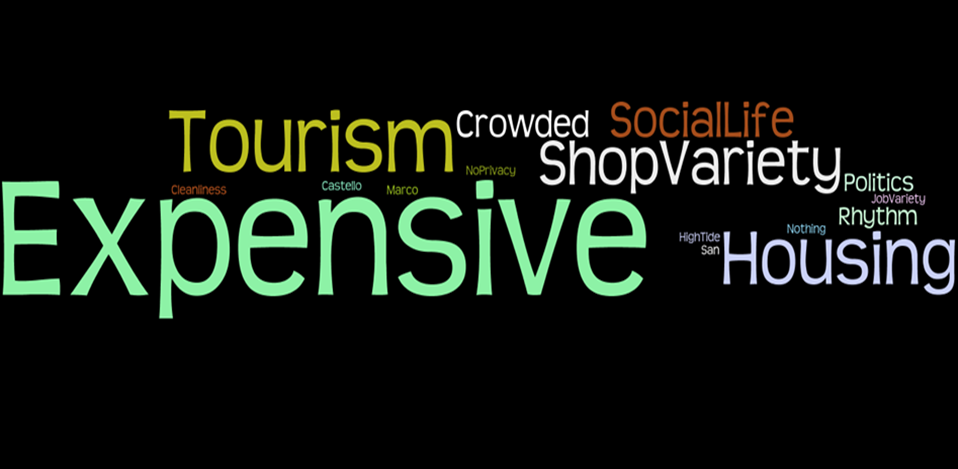 Tourism
Crowded
SocialLife
ShopVariety
NoPrivacy
Cleanliness
Castello
Marco
Politics
JobVariety
Expensive
Rhythm
Nothing
HighTide
San
Housing